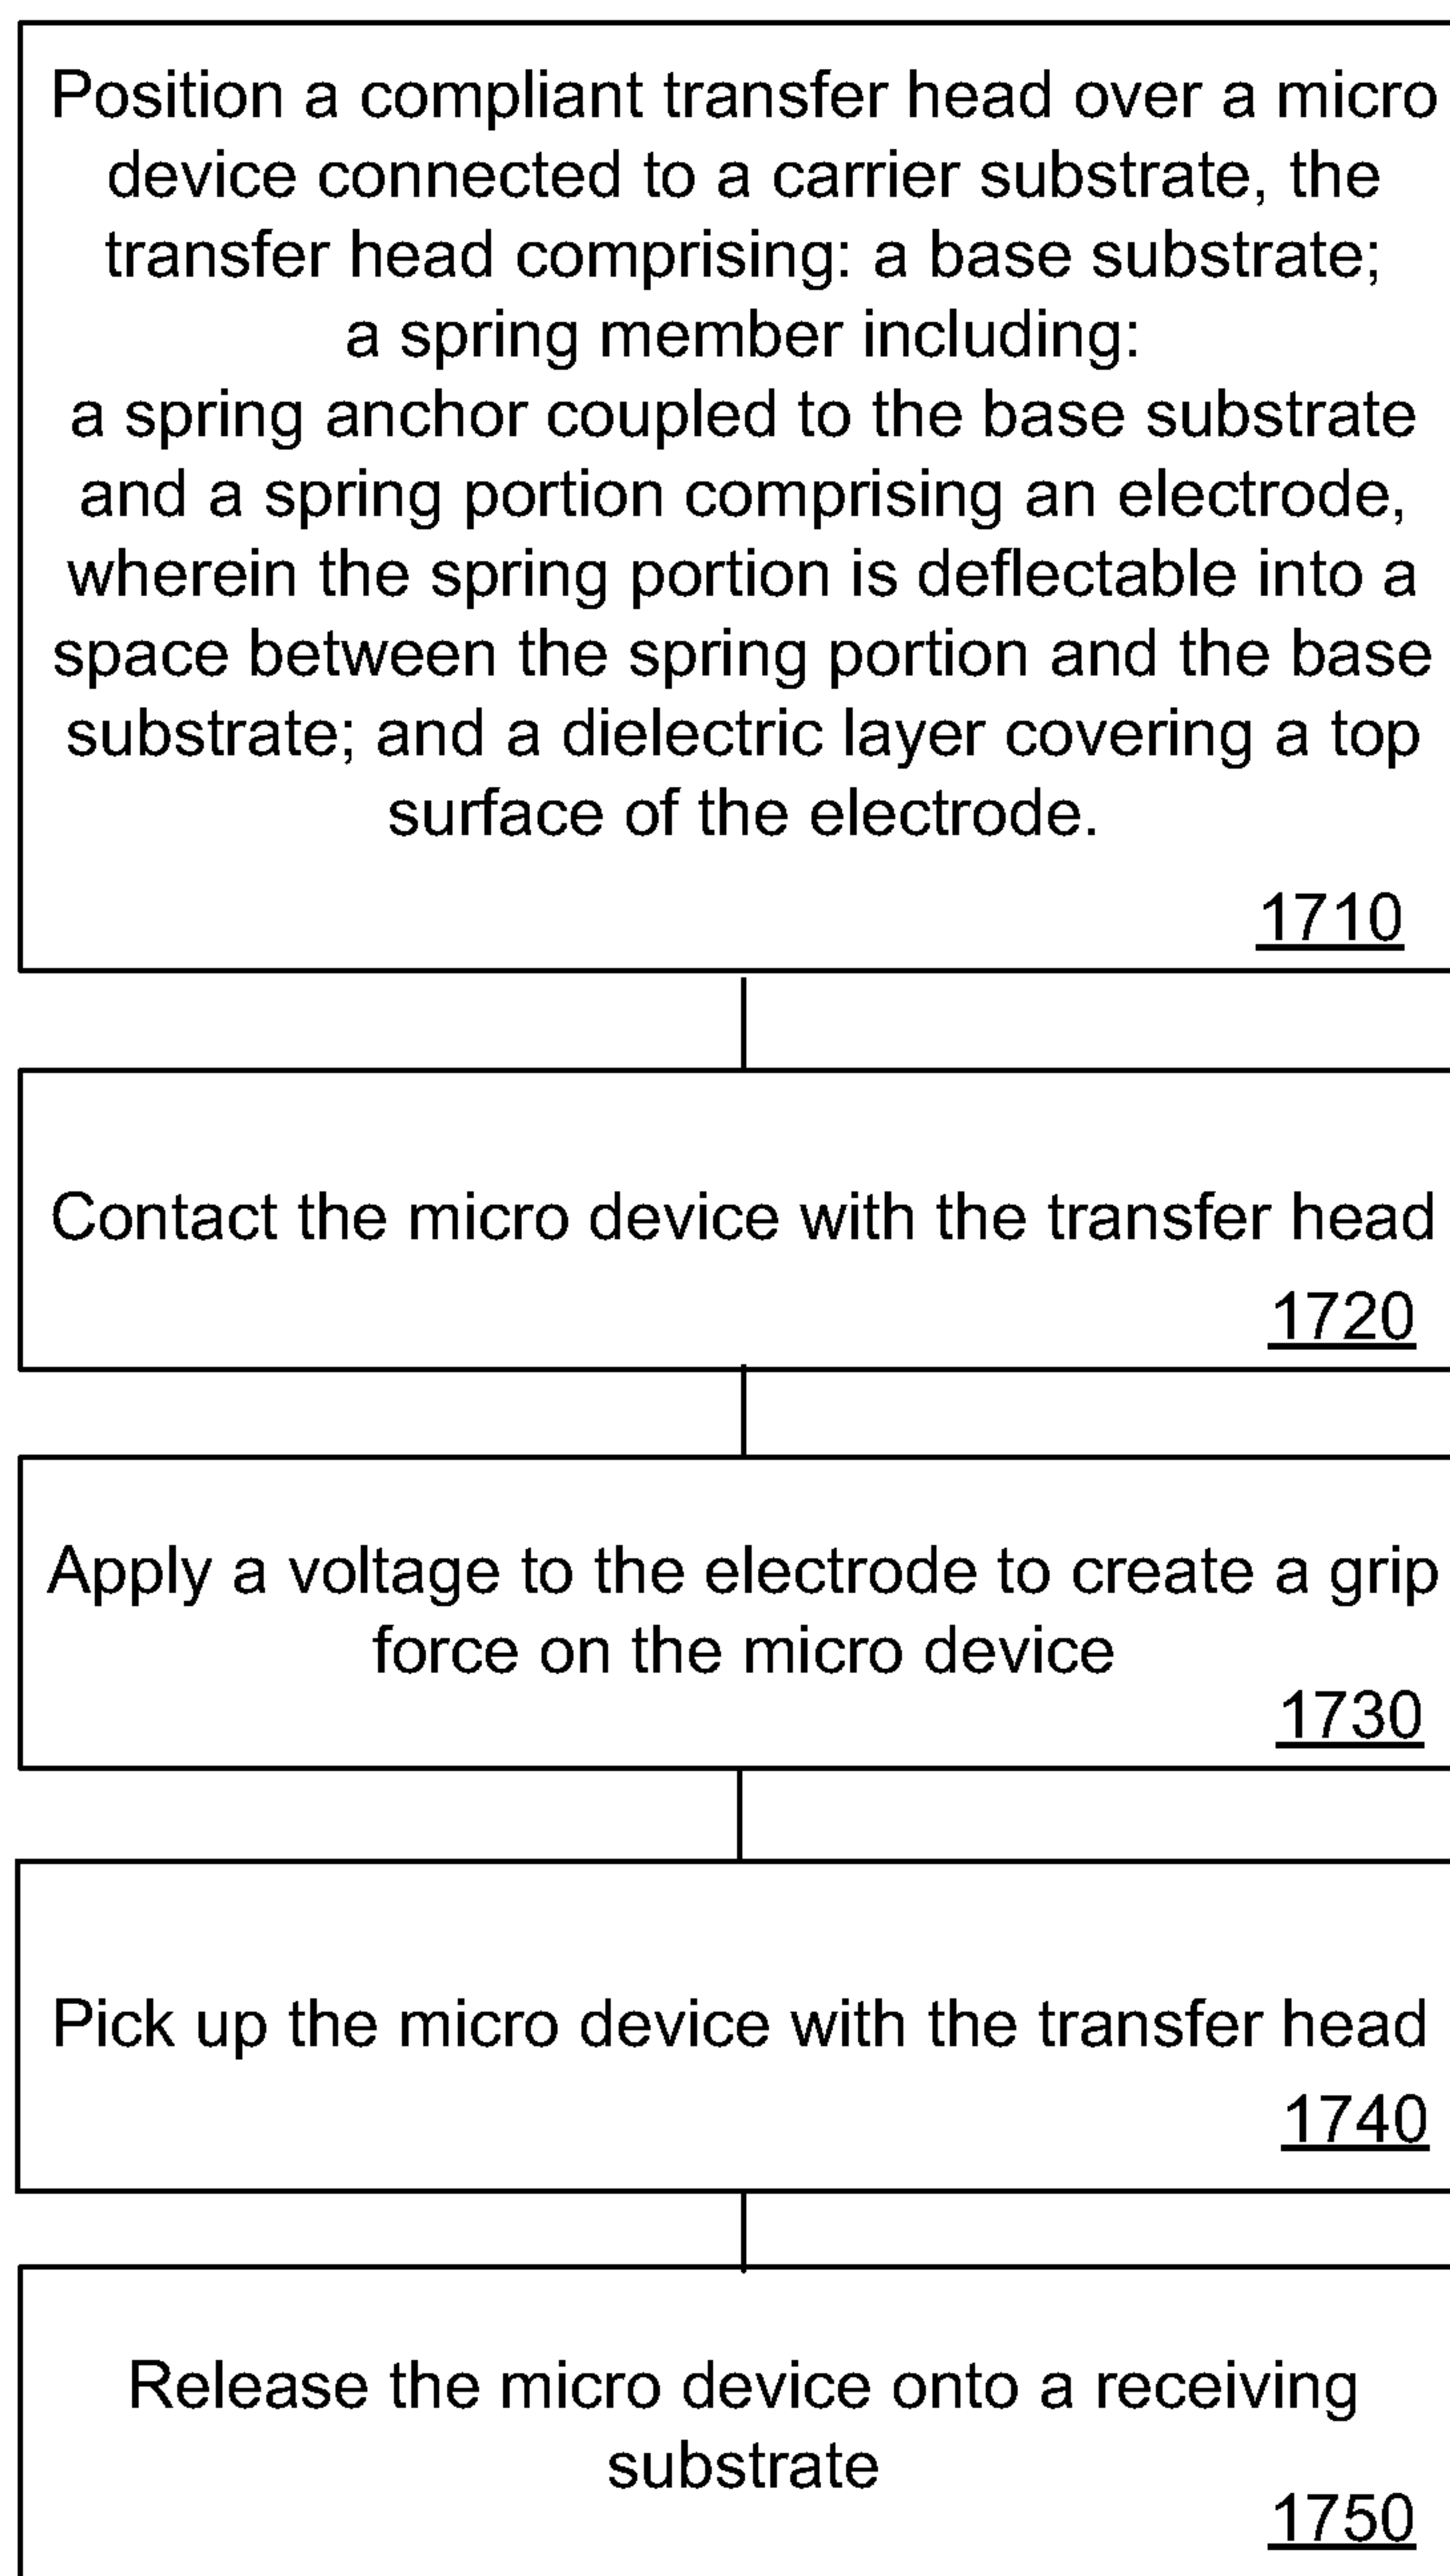 Position a compliant transfer head over a micro
device connected to a carrier substrate, the
transfer head comprising: a base substrate;
a spring member including:
a spring anchor coupled to the base substrate
and a spring portion comprising an electrode,
wherein the spring portion is deflectable into a
space between the spring portion and the base
substrate; and a dielectric layer covering a top
surface of the electrode.
1710
Contact the micro device with the transfer head
1720
Apply a voltage to the electrode to create a grip
force on the micro device
1730
Pick up the micro device with the transfer head
1740
Release the micro device onto a receiving
substrate
1750